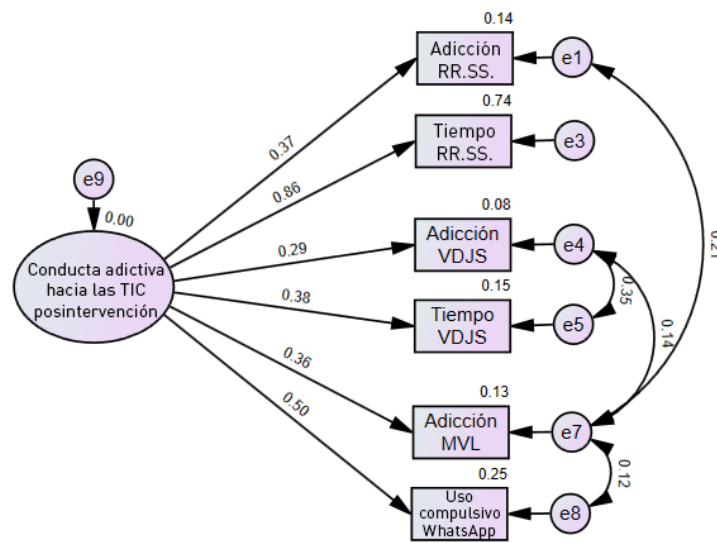 0.14
Adicción
RR.SS.
e1
0.37
0.74
Tiempo
RR.SS.
e3
0.86
e9
0.00
Conducta adictiva
hacia las TIC
posintervención
0.08
Adicción
VDJS
e4
0.29
0.21
0.35
0.15
Tiempo
VDJS
e5
0.38
0.14
0.36
0.13
Adicción
MVL
e7
0.50
0.12
0.25
Uso
compulsivo
WhatsApp
e8